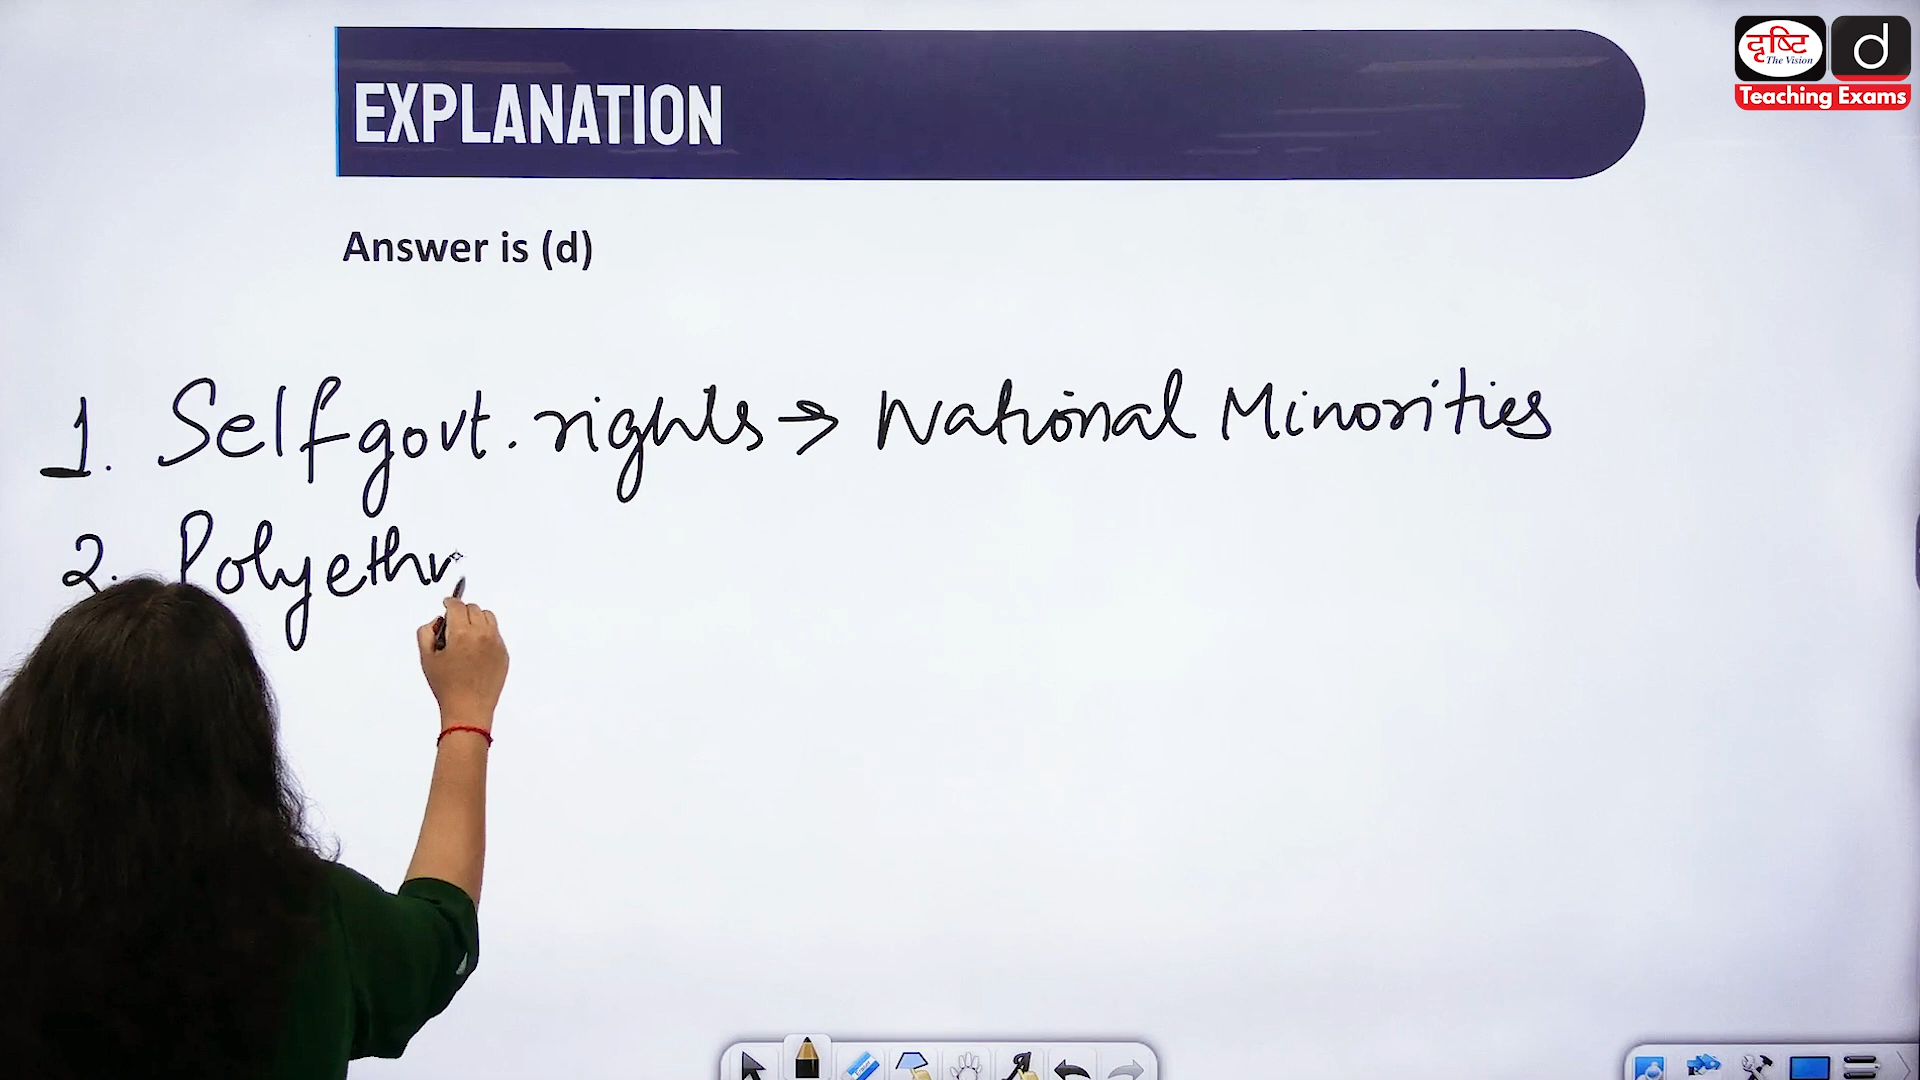 दृष्टि
The Vision
d
Teaching Exams
EXPLANATION
Answer is (d)
1. Self govt. rights → National Minorities
2. Polyethn